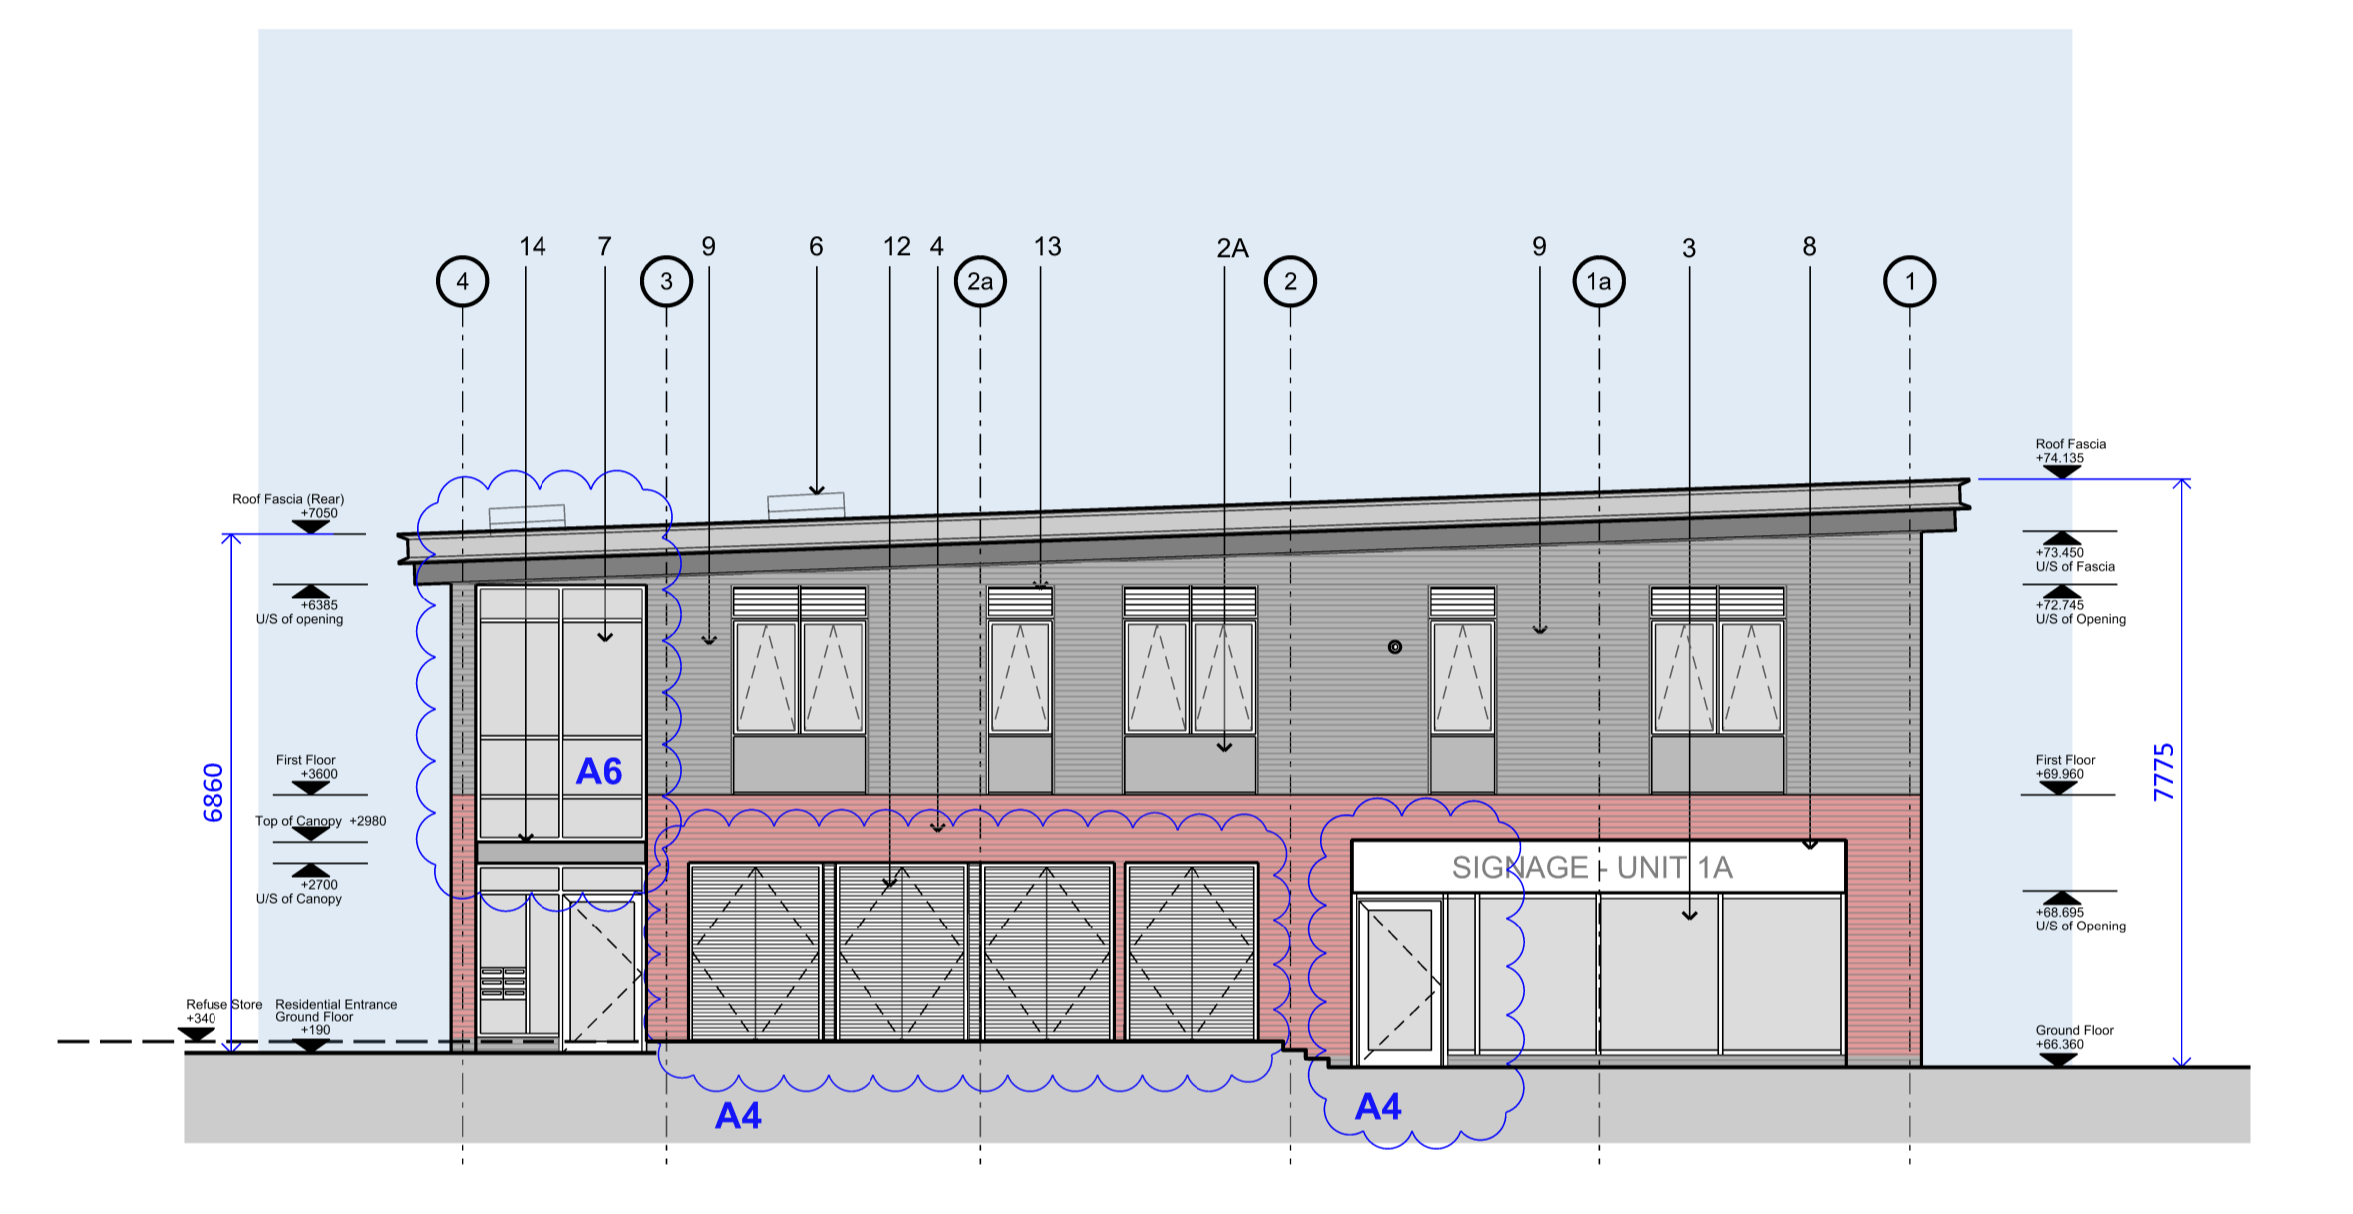 14 7 9 6 12 4 13 2A 9 3 8
4 3 2a 2 1a 1
Roof Fascia
+74.135
Roof Fascia (Rear)
+7050
+73.450
U/S of Fascia
+6385
U/S of opening
+72.745
U/S of Opening
First Floor
+3600
First Floor
+69.960
A6
6860
7775
Top of Canopy +2980
+2700
U/S of Canopy
SIGNAGE - UNIT 1A
+68.695
U/S of Opening
Refuse Store
+340
Residential Entrance
Ground Floor
+190
Ground Floor
+66.360
A4
A4